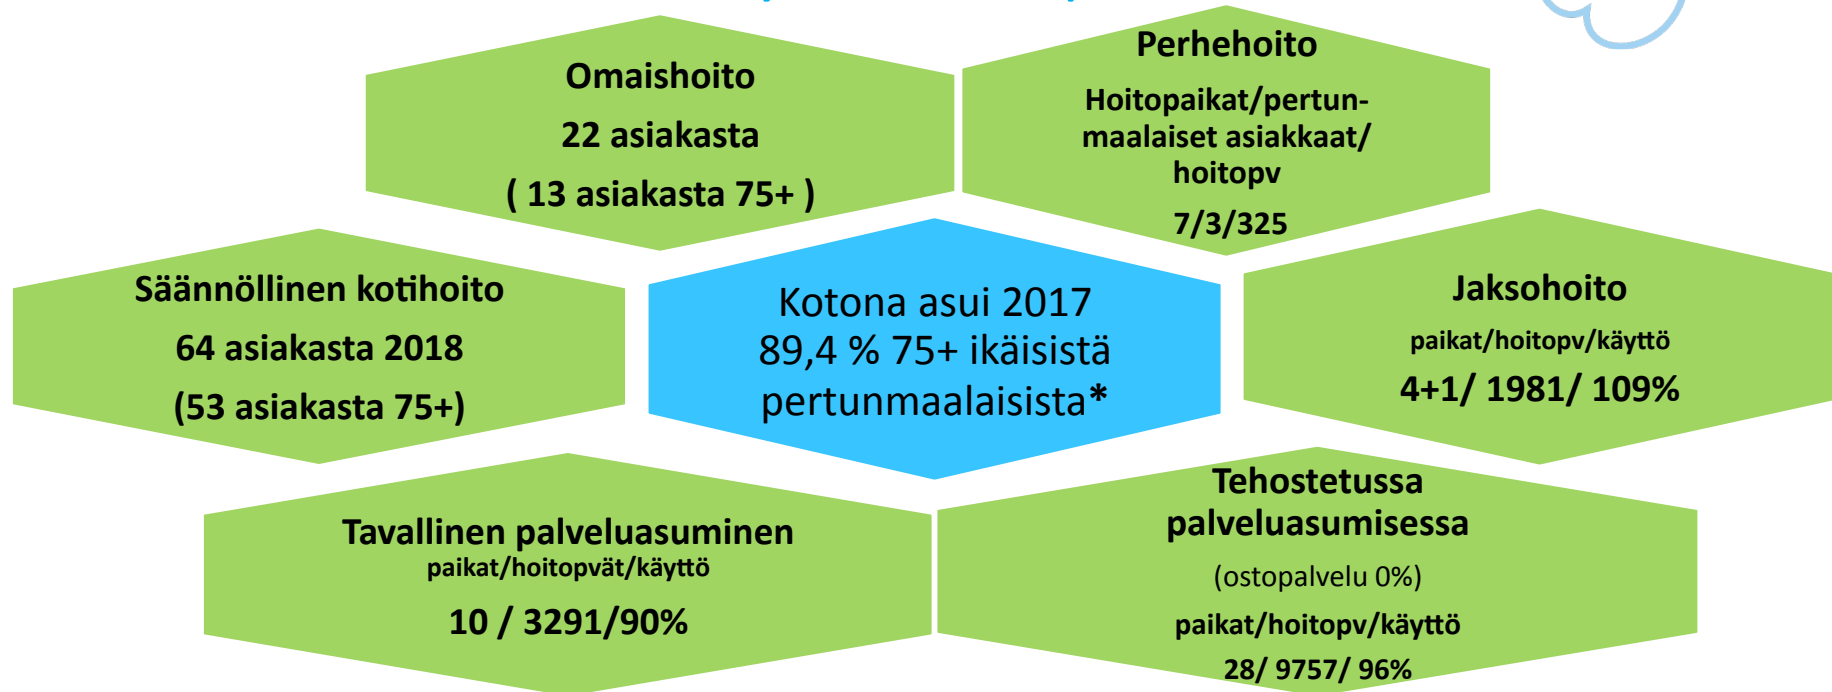 Omaishoito
22 asiakasta
( 13 asiakasta 75+ )
Perhehoito
Hoitopaikat/pertun-
maalaiset asiakkaat/
hoitopv
7/3/325
Säännöllinen kotihoito
64 asiakasta 2018
(53 asiakasta 75+)
Kotona asui 2017
89,4 % 75+ ikäisistä
pertunmaalaisista*
Jaksohoito
paikat/hoitopv/käyttö
4+1/ 1981/ 109%
Tavallinen palveluasuminen
paikat/hoitopvät/käyttö
10 / 3291/90%
Tehostetussa
palveluasumisessa
(ostopalvelu 0%)
paikat/hoitopv/käyttö
28/ 9757/ 96%